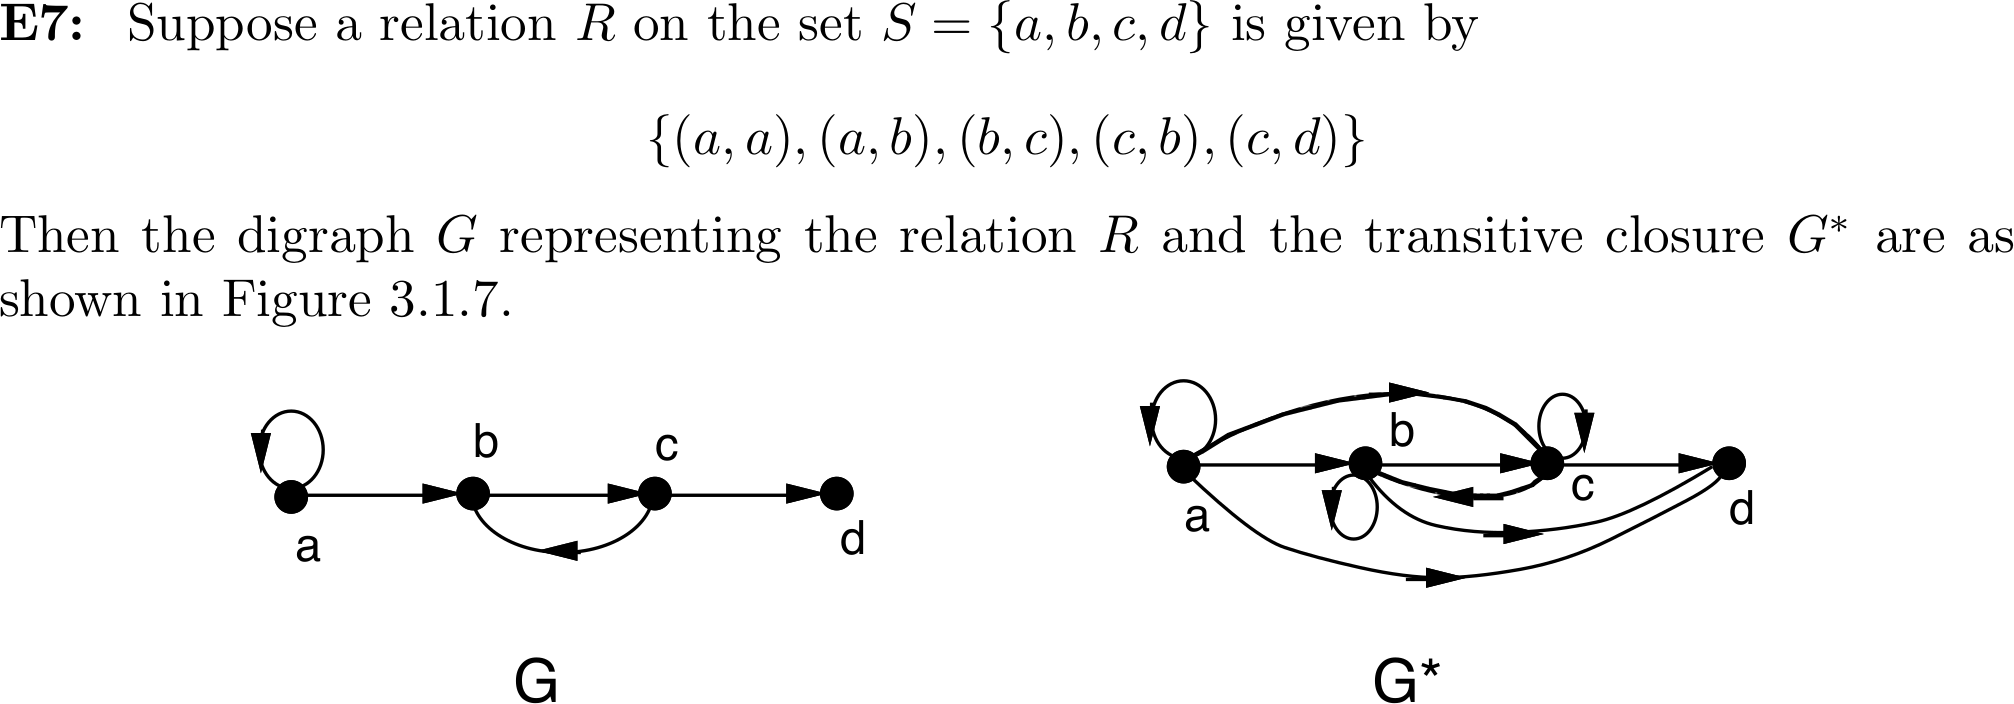 E7: Suppose a relation R on the set S = {a, b, c, d} is given by
{(a, a), (a, b), (b, c), (c, b), (c, d)}
Then the digraph G representing the relation R and the transitive closure G* are as
shown in Figure 3.1.7.
a b c d
a b c d
G G*